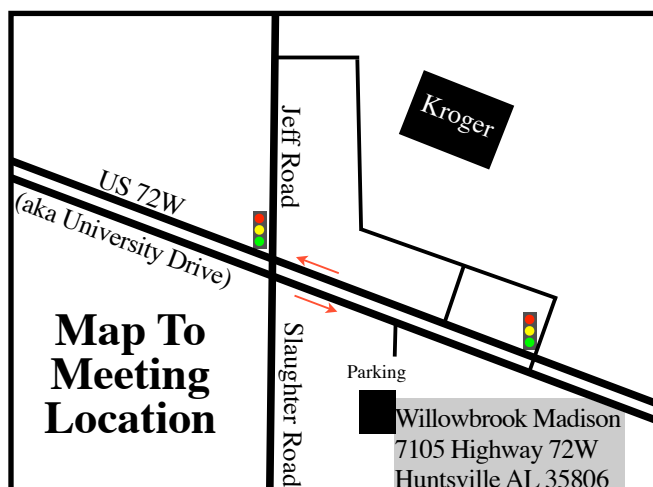 Jeff Road
Kroger
US 72W
(aka University Drive)
Map To
Meeting
Location
Slaughter Road
Parking
Willowbrook Madison
7105 Highway 72W
Huntsville AL 35806